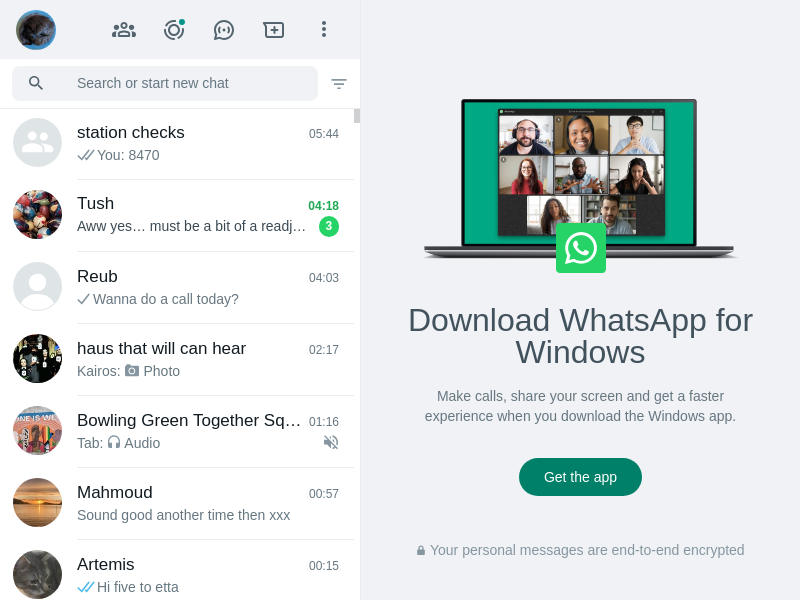 Search or start new chat
station checks 05:44
You: 8470
Tush 04:18
Aww yes… must be a bit of a readj… 3
Reub 04:03
Wanna do a call today?
haus that will can hear 02:17
Kairos: Photo
Bowling Green Together Sq… 01:16
Tab: Audio
Mahmoud 00:57
Sound good another time then xxx
Artemis 00:15
Hi five to etta
Download WhatsApp for
Windows
Make calls, share your screen and get a faster
experience when you download the Windows app.
Get the app
Your personal messages are end-to-end encrypted